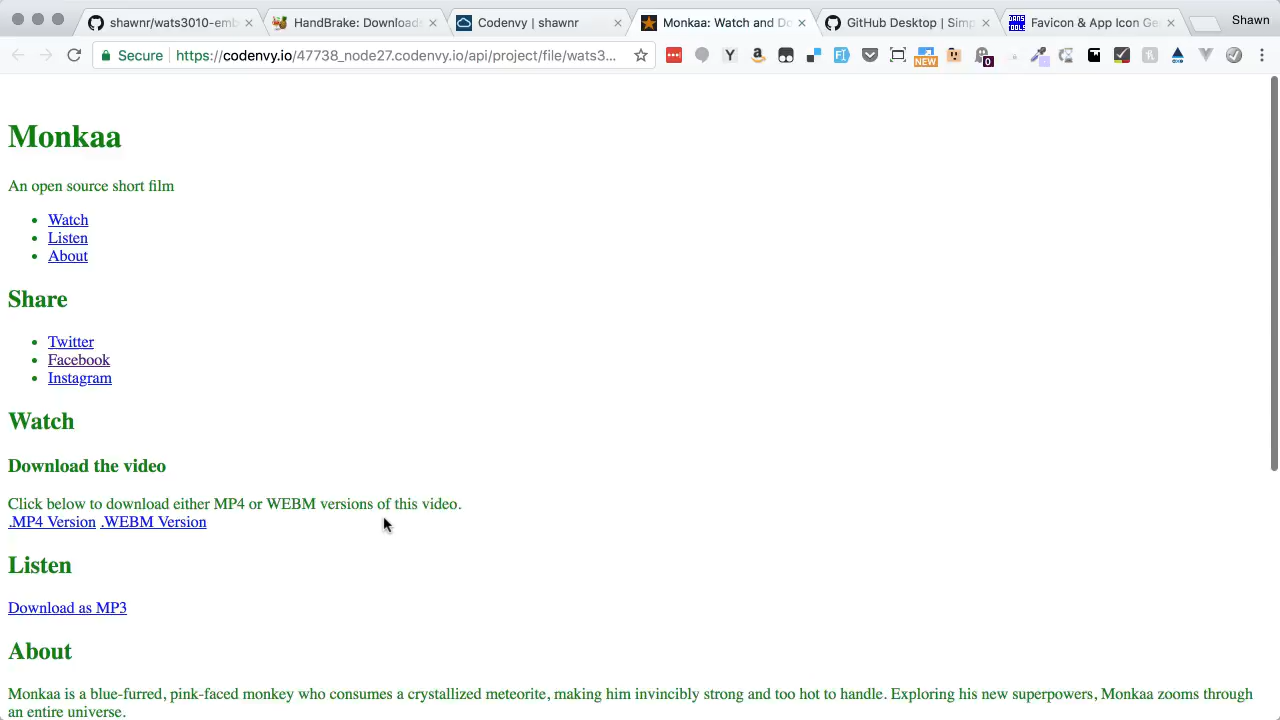 shawnr/wats3010-emb
HandBrake: Downloads
Codenvy | shawnr
Monkaa: Watch and Do
GitHub Desktop | Simp
Favicon & App Icon Ge
Shawn
Secure
https://codenvy.io/47738_node27.codenvy.io/api/project/file/wats3...
NEW
0
Monkaa
An open source short film
Watch
Listen
About
Share
Twitter
Facebook
Instagram
Watch
Download the video
Click below to download either MP4 or WEBM versions of this video.
.MP4 Version .WEBM Version
Listen
Download as MP3
About
Monkaa is a blue-furred, pink-faced monkey who consumes a crystallized meteorite, making him invincibly strong and too hot to handle. Exploring his new superpowers, Monkaa zooms through
an entire universe.